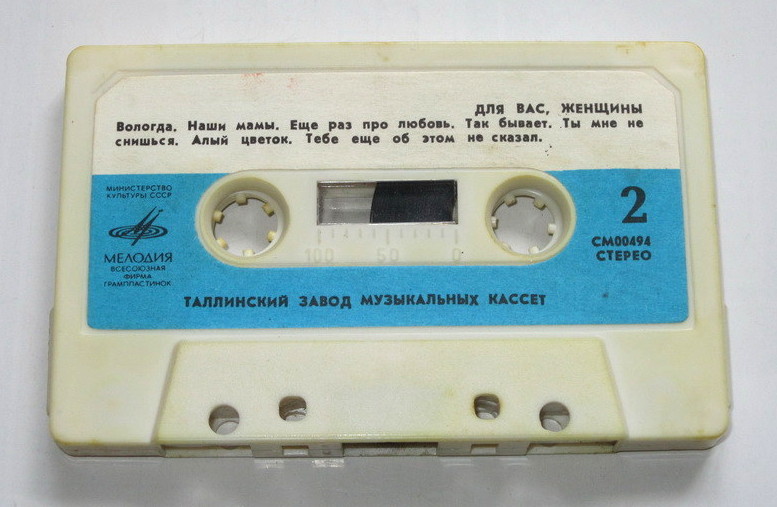 ДЛЯ ВАС, ЖЕНЩИНЫ
Вологда. Наши мамы. Еще раз про любовь. Так бывает. Ты мне не
снишься. Алый цветок. Тебе еще об этом не сказал.
МИНИСТЕРСТВО
КУЛЬТУРЫ СССР
МЕЛОДИЯ
ВСЕСОЮЗНАЯ
ФИРМА
ГРАМПЛАСТИНОК
2
СМ00494
СТЕРЕО
100 50 0
ТАЛЛИНСКИЙ ЗАВОД МУЗЫКАЛЬНЫХ КАССЕТ